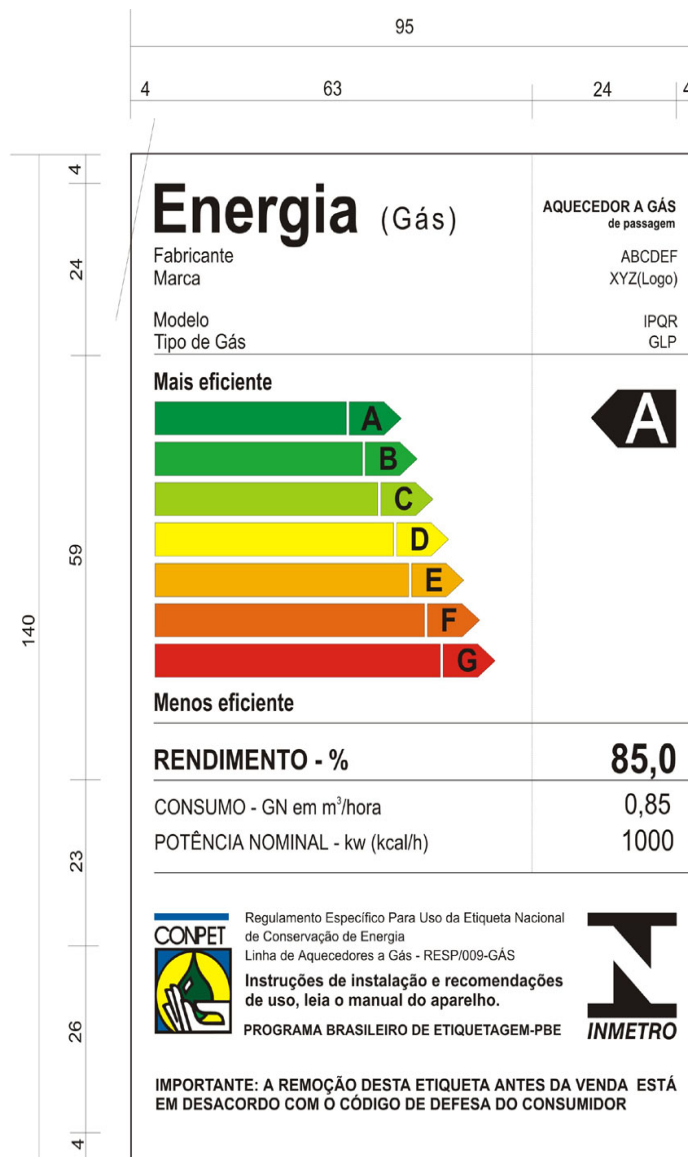 95
4 63 24 4
4
24
59
140
23
26
4
Energia (Gás)
AQUECEDOR A GÁS
de passagem
Fabricante ABCDEF
Marca XYZ(Logo)
Modelo IPQR
Tipo de Gás GLP
Mais eficiente
A A
B
C
D
E
F
G
Menos eficiente
RENDIMENTO - % 85,0
CONSUMO - GN em m³/hora 0,85
POTÊNCIA NOMINAL - kw (kcal/h) 1000
CONPET
Regulamento Específico Para Uso da Etiqueta Nacional
de Conservação de Energia
Linha de Aquecedores a Gás - RESP/009-GÁS
Instruções de instalação e recomendações
de uso, leia o manual do aparelho.
PROGRAMA BRASILEIRO DE ETIQUETAGEM-PBE
INMETRO
IMPORTANTE: A REMOÇÃO DESTA ETIQUETA ANTES DA VENDA ESTÁ
EM DESACORDO COM O CÓDIGO DE DEFESA DO CONSUMIDOR